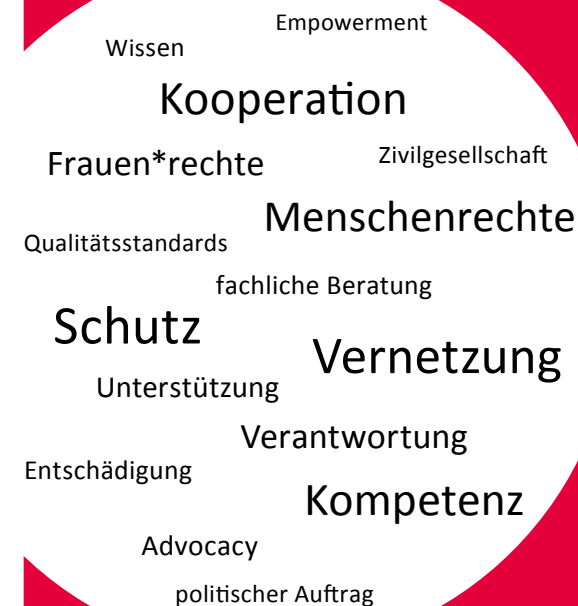 Empowerment
Wissen
Kooperation
Frauen*rechte
Zivilgesellschaft
Menschenrechte
Qualitätsstandards
fachliche Beratung
Schutz
Vernetzung
Unterstützung
Verantwortung
Entschädigung
Kompetenz
Advocacy
politischer Auftrag